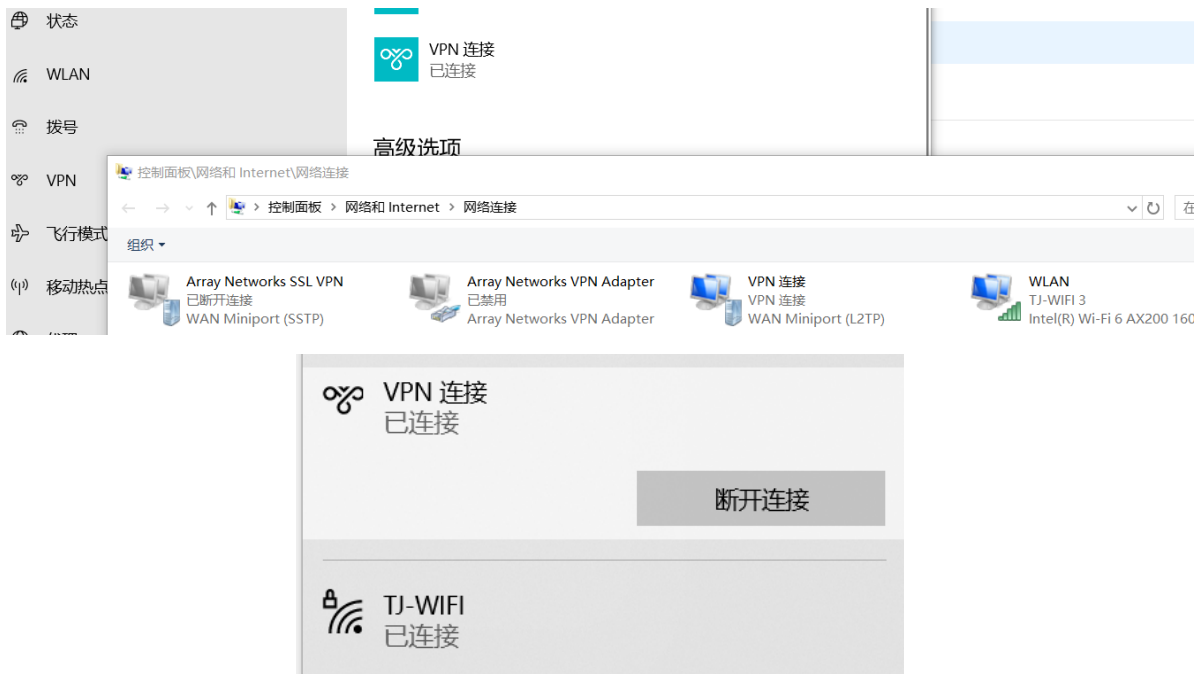 状态
WLAN
拨号
VPN
飞行模式
移动热点
VPN 连接
已连接
高级选项
控制面板\网络和 Internet\网络连接
控制面板 > 网络和 Internet > 网络连接
在
组织
Array Networks SSL VPN
已断开连接
WAN Miniport (SSTP)
Array Networks VPN Adapter
已禁用
Array Networks VPN Adapter
VPN 连接
VPN 连接
WAN Miniport (L2TP)
WLAN
TJ-WIFI 3
Intel(R) Wi-Fi 6 AX200 160
VPN 连接
已连接
断开连接
TJ-WIFI
已连接